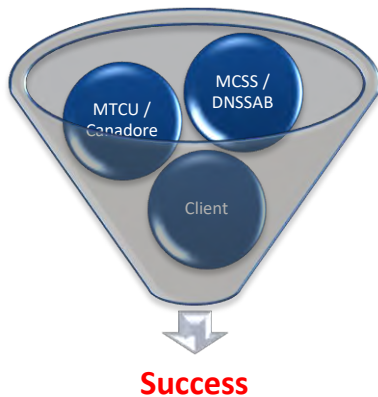 MCSS /
DNSSAB
MTCU /
Canadore
Client
Success